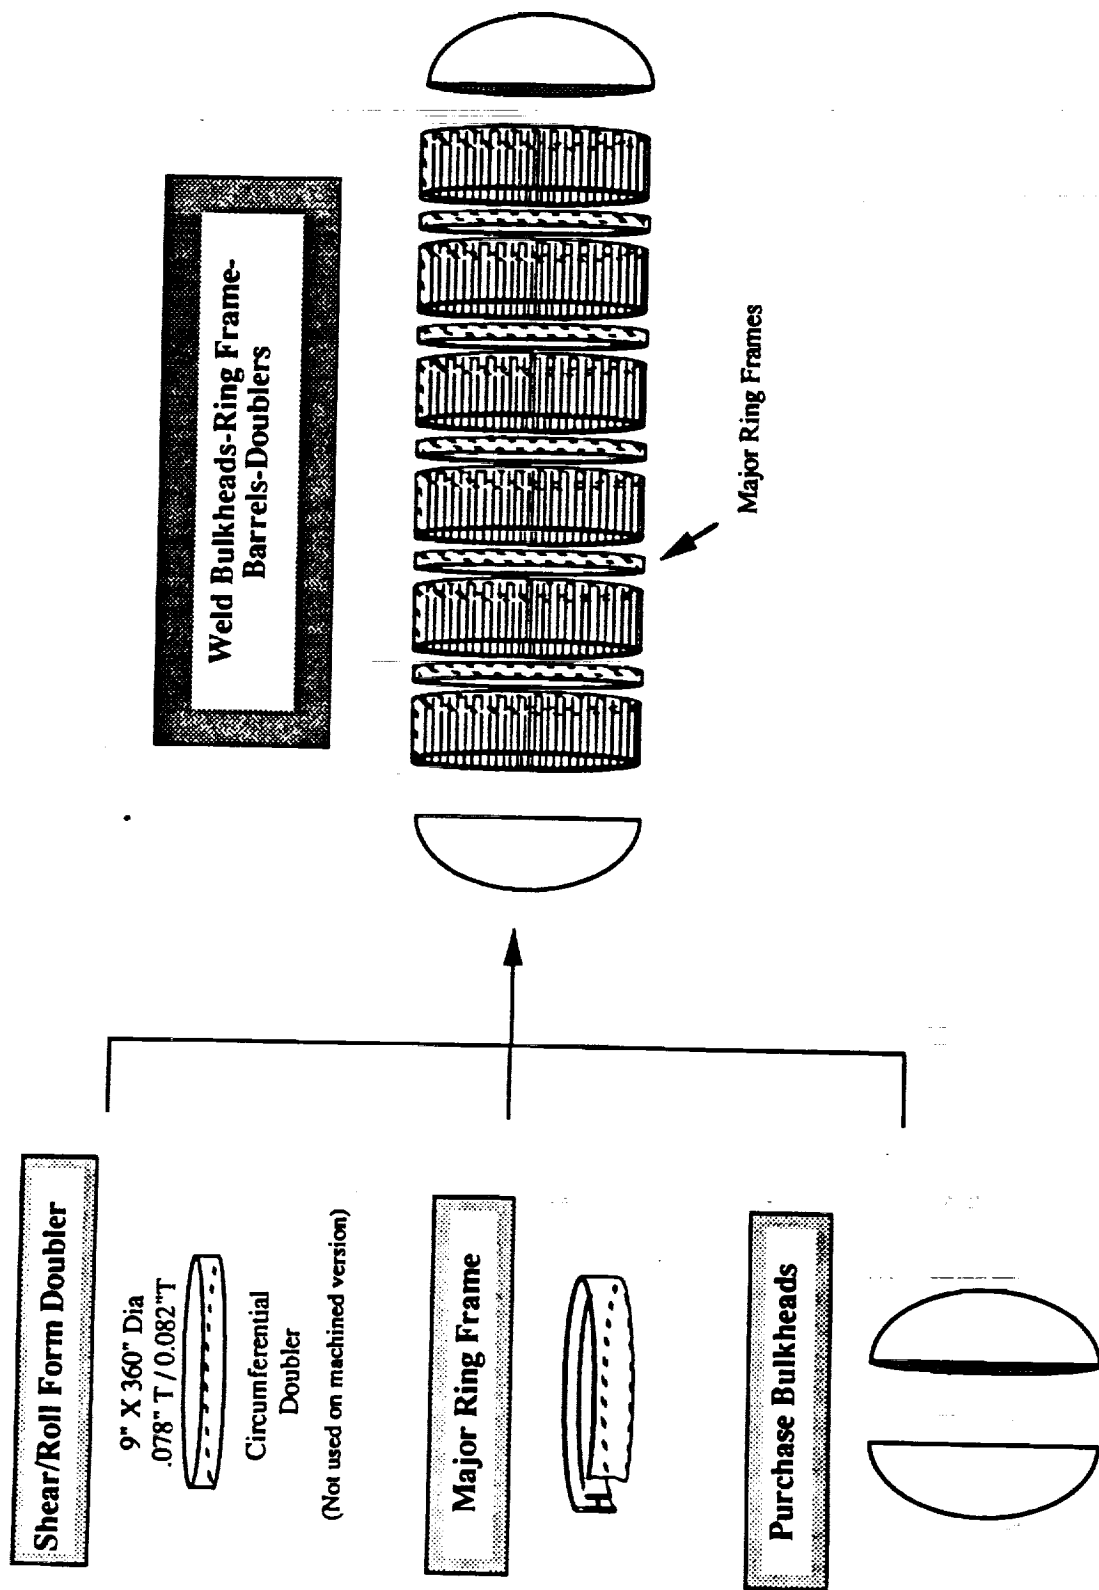 Shear/Roll Form Doubler
9" X 360" Dia
.078" T / 0.082"T
Circumferential
Doubler
(Not used on machined version)
Major Ring Frame
Purchase Bulkheads
Weld Bulkheads-Ring Frame-
Barrels-Doublers
Major Ring Frames